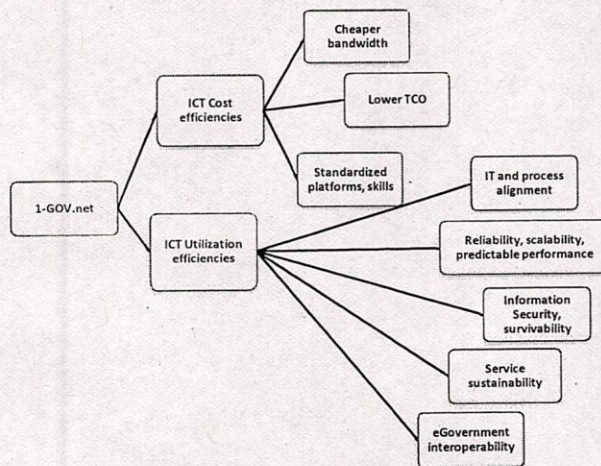 Cheaper
bandwidth
ICT Cost
efficiencies
Lower TCO
Standardized
platforms, skills
IT and process
alignment
1-GOV.net
ICT Utilization
efficiencies
Reliability, scalability,
predictable performance
Information
Security,
survivability
Service
sustainability
eGovernment
interoperability